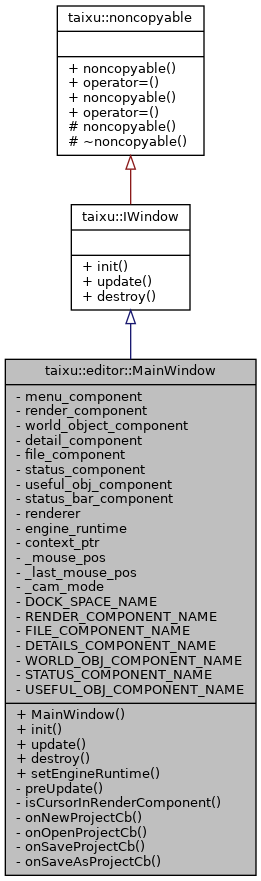 taixu::noncopyable
+ noncopyable()
+ operator=()
+ noncopyable()
+ operator=()
# noncopyable()
# ~noncopyable()
taixu::IWindow
+ init()
+ update()
+ destroy()
taixu::editor::MainWindow
- menu_component
- render_component
- world_object_component
- detail_component
- file_component
- status_component
- useful_obj_component
- status_bar_component
- renderer
- engine_runtime
- context_ptr
- _mouse_pos
- _last_mouse_pos
- _cam_mode
- DOCK_SPACE_NAME
- RENDER_COMPONENT_NAME
- FILE_COMPONENT_NAME
- DETAILS_COMPONENT_NAME
- WORLD_OBJ_COMPONENT_NAME
- STATUS_COMPONENT_NAME
- USEFUL_OBJ_COMPONENT_NAME
+ MainWindow()
+ init()
+ update()
+ destroy()
+ setEngineRuntime()
- preUpdate()
- isCursorInRenderComponent()
- onNewProjectCb()
- onOpenProjectCb()
- onSaveProjectCb()
- onSaveAsProjectCb()